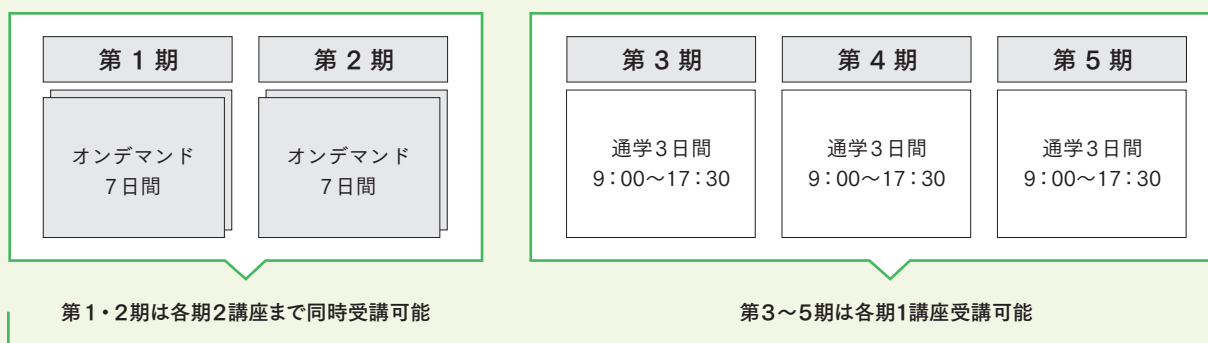 第1期
オンデマンド
7日間
第2期
オンデマンド
7日間
第1・2期は各期2講座まで同時受講可能
第3期
通学3日間
9：00～17：30
第4期
通学3日間
9：00～17：30
第5期
通学3日間
9：00～17：30
第3～5期は各期1講座受講可能